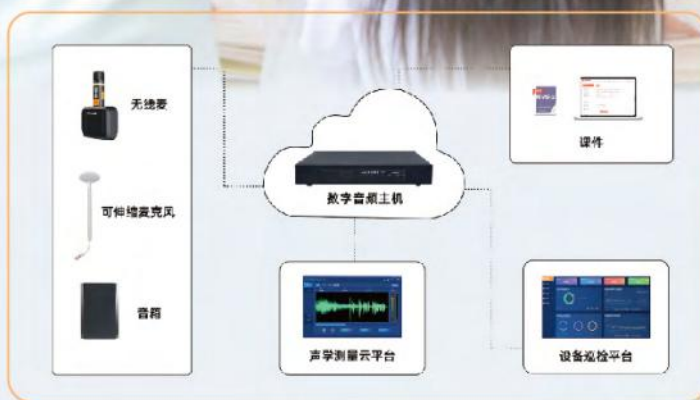 无线麦
可伸缩麦克风
音箱
数字音频主机
课件
声学测量云平台
设备巡检平台